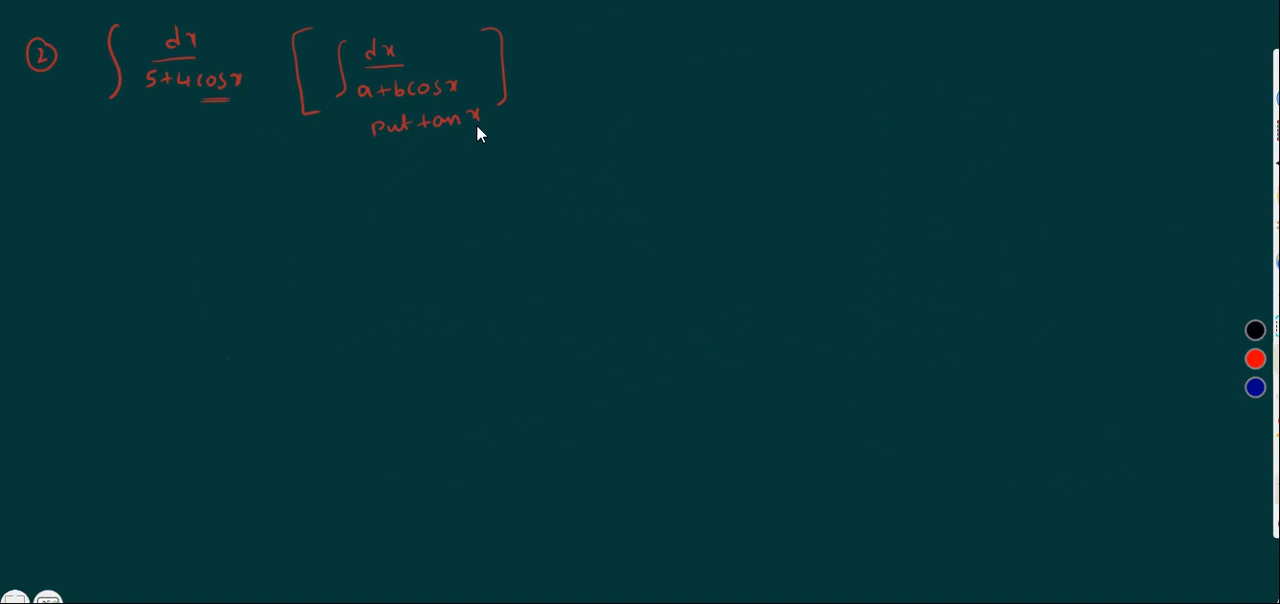 ② ∫ dx / (5+4cosx) [ ∫ dx / (a+bcosx) ]
put tan x